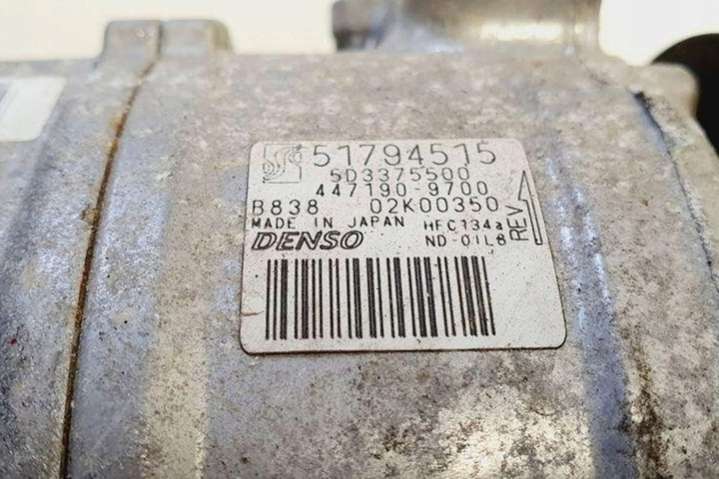 51794515
5D3375500
447190-9700
B838 02K00350
MADE IN JAPAN HFC134a
DENSO ND-OIL8
REV